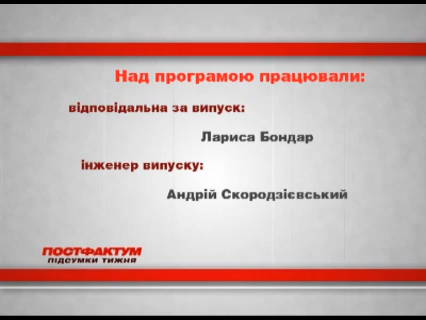 Над програмою працювали:
відповідальна за випуск:
Лариса Бондар
інженер випуску:
Андрій Скородзієвський
ПОСТФАКТУМ
ПІДСУМКИ ТИЖНЯ